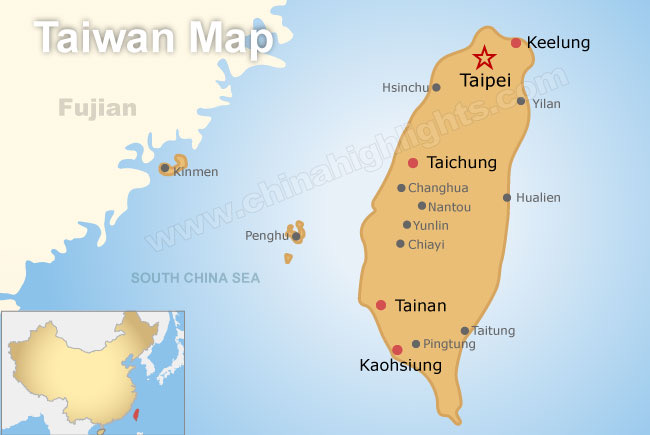 Taiwan Map
Keelung
Taipei
Fujian
Hsinchu
Yilan
www.chinahighlights.com
Taichung
Kinmen
Changhua
Hualien
Nantou
Yunlin
Penghu
Chiayi
SOUTH CHINA SEA
Tainan
Taitung
Pingtung
Kaohsiung